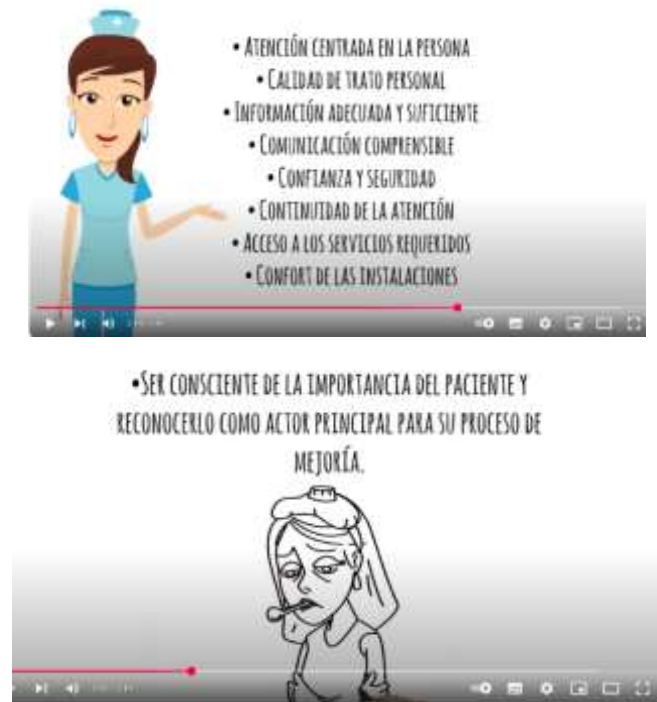 • Atención centrada en la persona
• Calidad de trato personal
• Información adecuada y suficiente
• Comunicación comprensible
• Confianza y seguridad
• Continuidad de la atención
• Acceso a los servicios requeridos
• Confort de las instalaciones
•Ser consciente de la importancia del paciente y
reconocerlo como actor principal para su proceso de
mejoría.